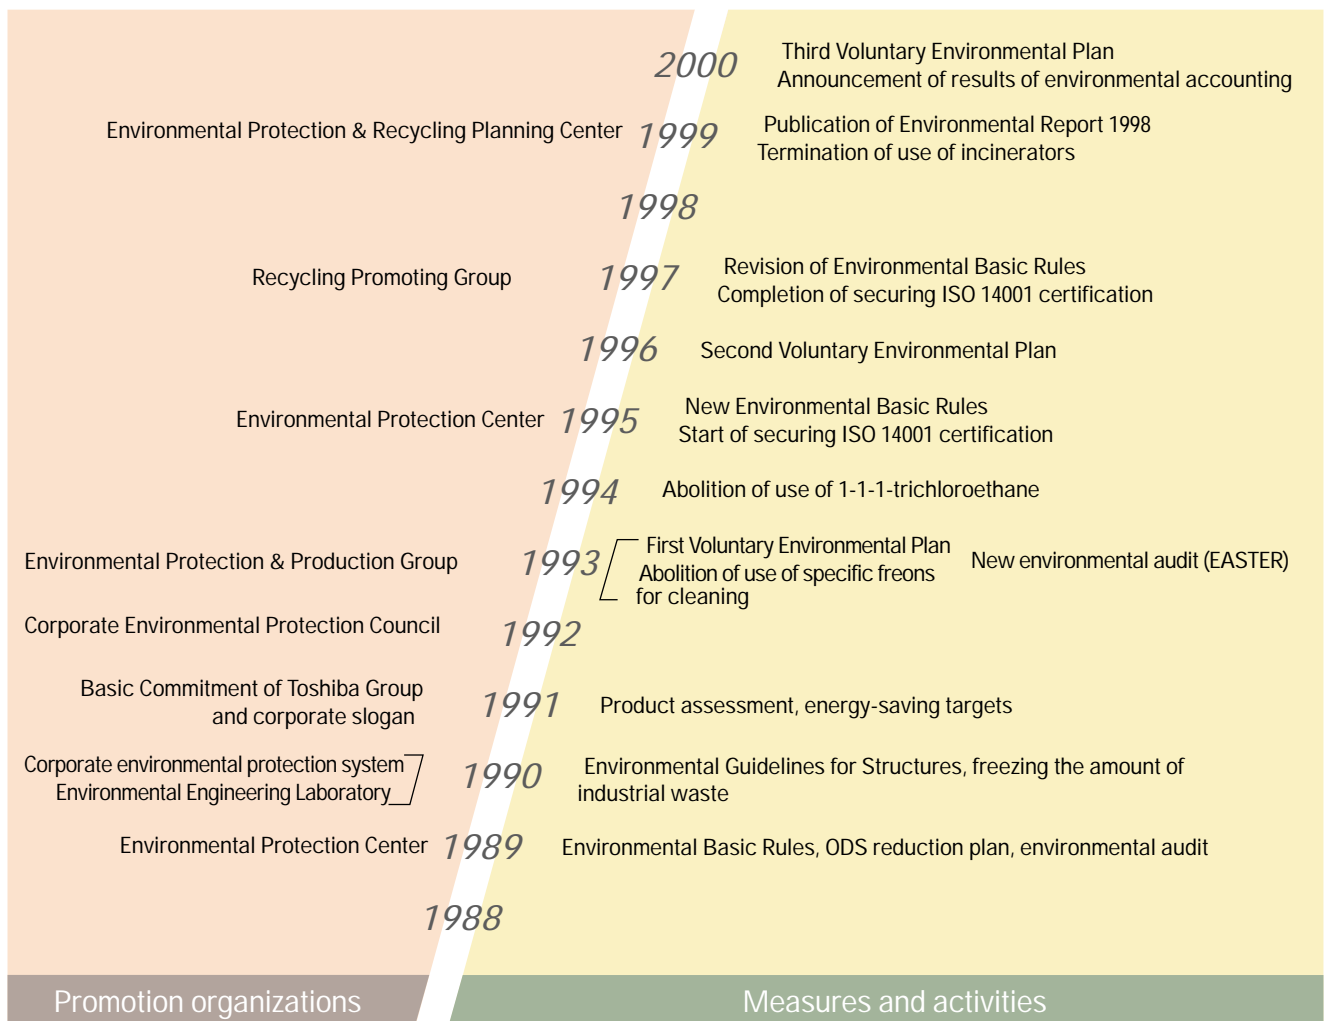 2000
Third Voluntary Environmental Plan
Announcement of results of environmental accounting
Environmental Protection & Recycling Planning Center
1999
Publication of Environmental Report 1998
Termination of use of incinerators
1998
Recycling Promoting Group
1997
Revision of Environmental Basic Rules
Completion of securing ISO 14001 certification
1996
Second Voluntary Environmental Plan
Environmental Protection Center
1995
New Environmental Basic Rules
Start of securing ISO 14001 certification
1994
Abolition of use of 1-1-1-trichloroethane
Environmental Protection & Production Group
1993
First Voluntary Environmental Plan
Abolition of use of specific freons
for cleaning
New environmental audit (EASTER)
Corporate Environmental Protection Council
1992
Basic Commitment of Toshiba Group
and corporate slogan
1991
Product assessment, energy-saving targets
Corporate environmental protection system
Environmental Engineering Laboratory
1990
Environmental Guidelines for Structures, freezing the amount of
industrial waste
Environmental Protection Center
1989
Environmental Basic Rules, ODS reduction plan, environmental audit
1988
Promotion organizations
Measures and activities